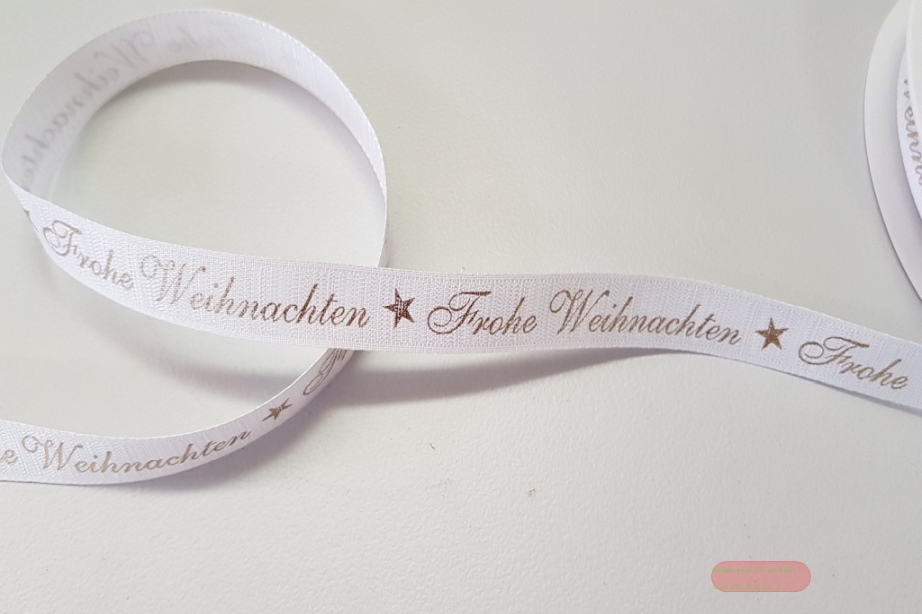 Frohe Weihnachten ★ Frohe Weihnachten ★ Frohe
Weihnachten ★